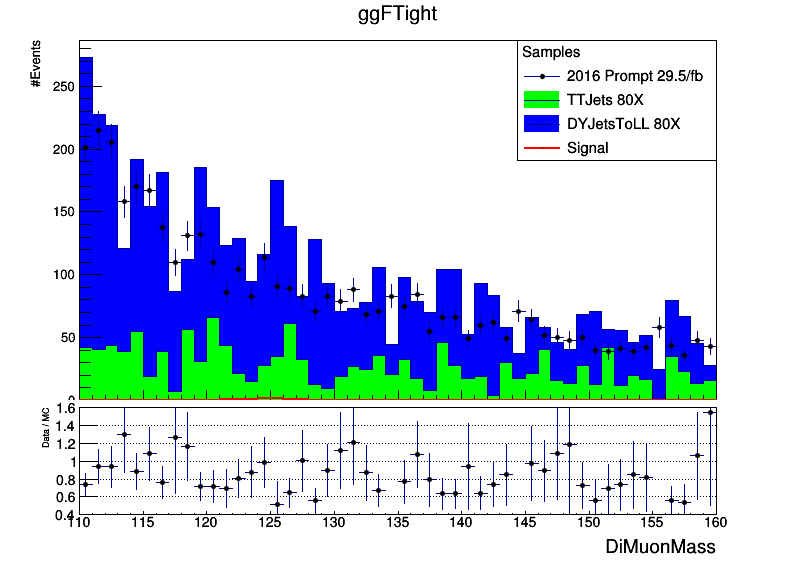 ggFTight
#Events
250
200
150
100
50
0
Samples
2016 Prompt 29.5/fb
TTJets 80X
DYJetsToLL 80X
Signal
Data / MC
1.6
1.4
1.2
1
0.8
0.6
0.4
110 115 120 125 130 135 140 145 150 155 160
DiMuonMass